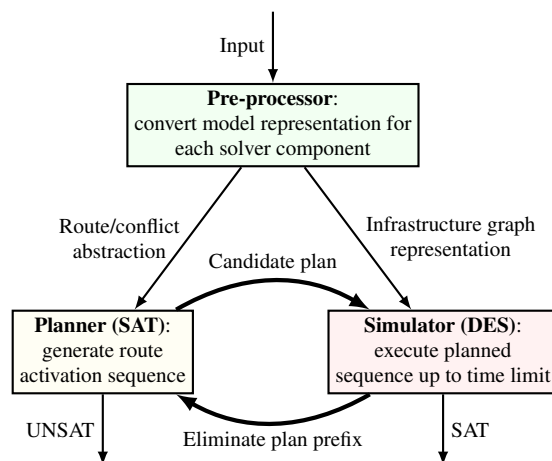 Input
Pre-processor:
convert model representation for
each solver component
Route/conflict
abstraction
Infrastructure graph
representation
Candidate plan
Planner (SAT):
generate route
activation sequence
Simulator (DES):
execute planned
sequence up to time limit
UNSAT
Eliminate plan prefix
SAT